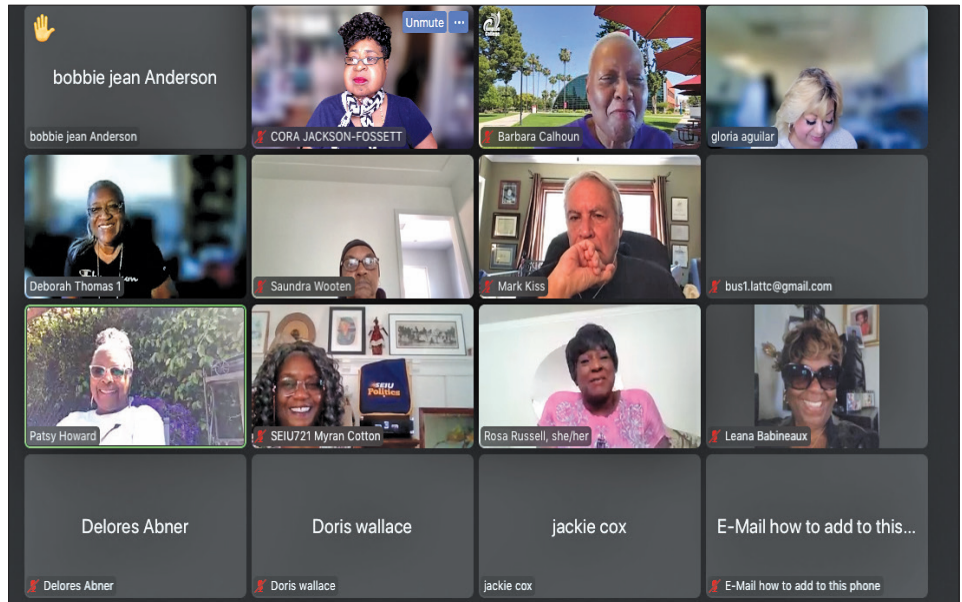 bobbie jean Anderson
bobbie jean Anderson
Unmute ...
CORA JACKSON-FOSSETT
Barbara Calhoun
gloria aguilar
Deborah Thomas 1
Saundra Wooten
Mark Kiss
bus1.lattc@gmail.com
Patsy Howard
SEIU
Politics
SEIU721 Myran Cotton
Rosa Russell, she/her
Leana Babineaux
Delores Abner
Delores Abner
Doris wallace
Doris wallace
jackie cox
jackie cox
E-Mail how to add to this...
E-Mail how to add to this phone